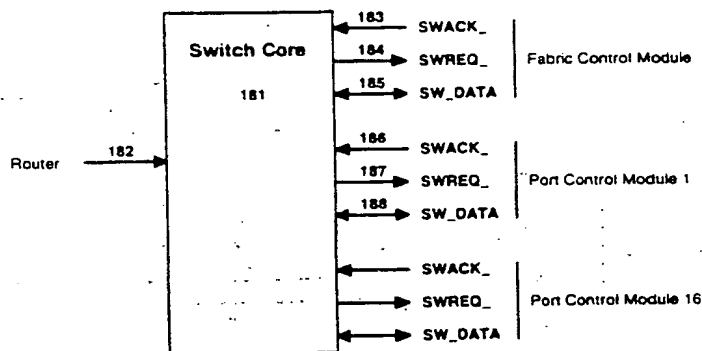 183 SWACK_
Switch Core 184 SWREQ_ Fabric Control Module
185 SW_DATA
181
186 SWACK_
Router 182
187 SWREQ_ Port Control Module 1
188 SW_DATA
SWACK_
SWREQ_ Port Control Module 16
SW_DATA